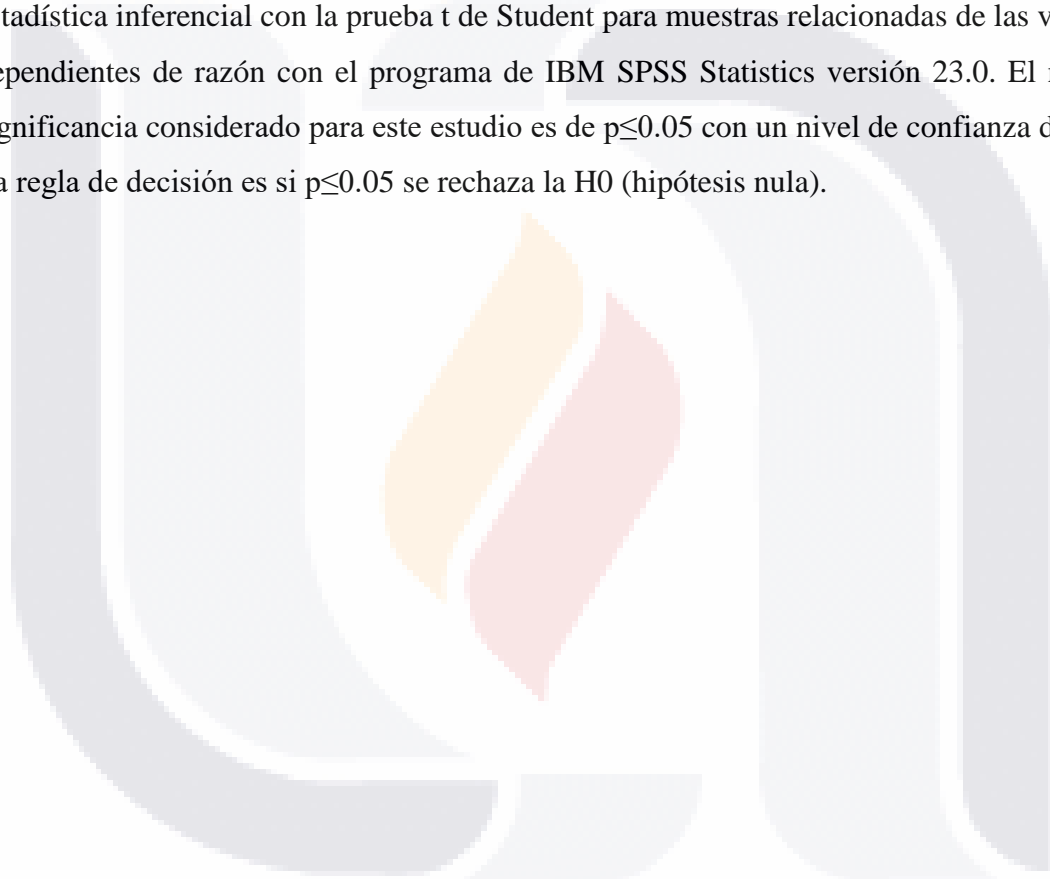 tadística inferencial con la prueba t de Student para muestras relacionadas de las v
ependientes de razón con el programa de IBM SPSS Statistics versión 23.0. El
gnificancia considerado para este estudio es de p≤0.05 con un nivel de confianza d
a regla de decisión es si p≤0.05 se rechaza la H0 (hipótesis nula).